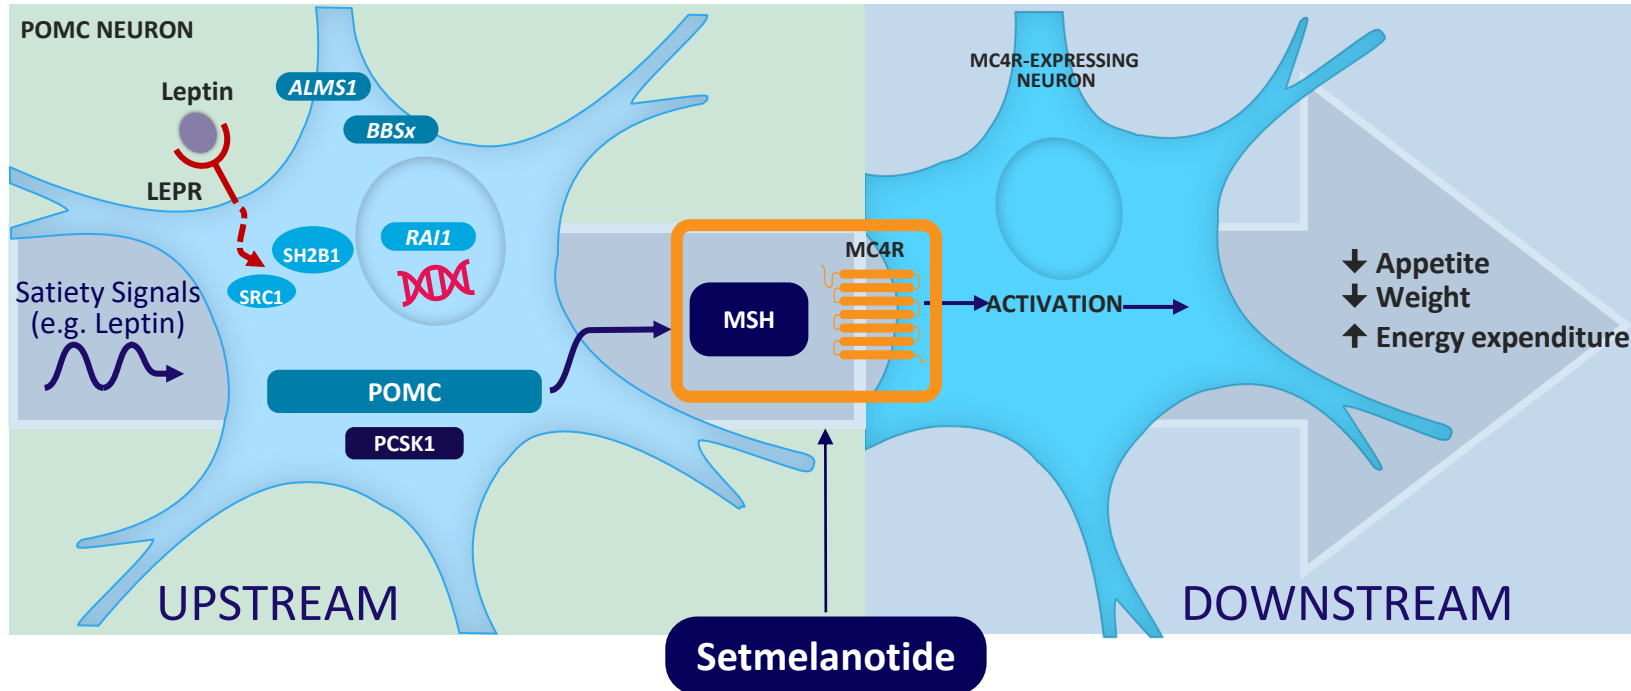 POMC NEURON
Leptin
LEPR
ALMS1
BBSx
SH2B1
SRC1
RAI1
Satiety Signals
(e.g. Leptin)
POMC
PCSK1
MSH
MC4R
MC4R-EXPRESSING
NEURON
ACTIVATION
Appetite
Weight
Energy expenditure
UPSTREAM
DOWNSTREAM
Setmelanotide